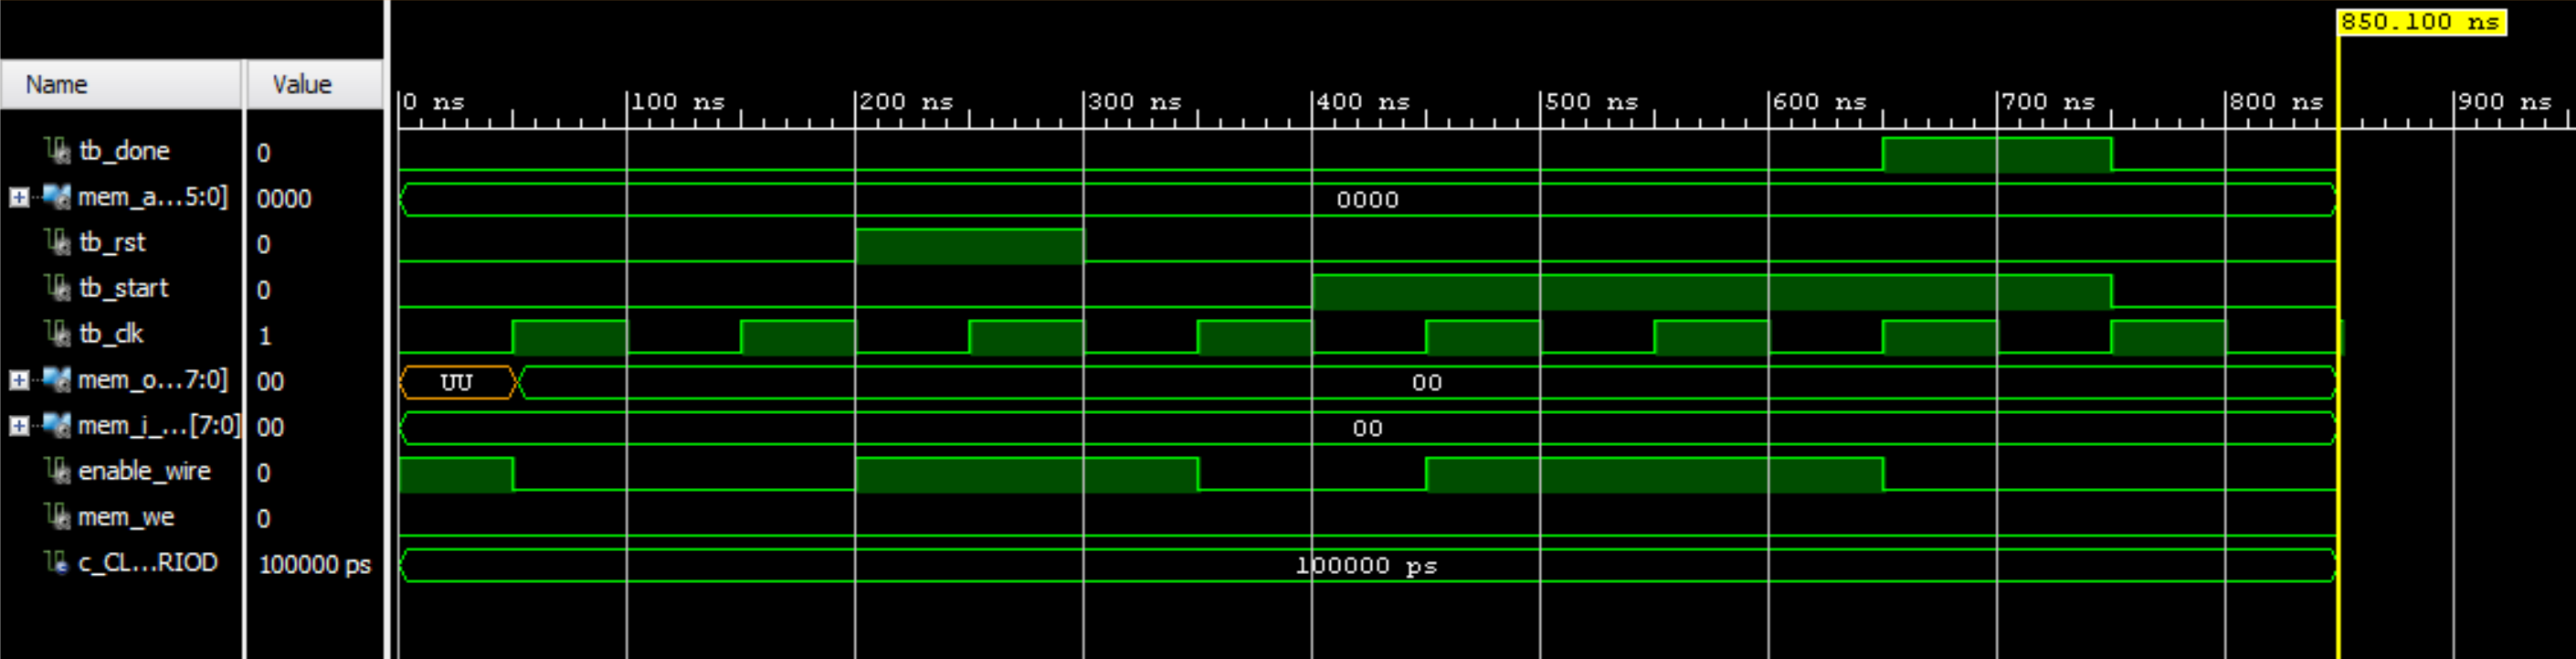 850.100 ns
Name Value
0 ns 100 ns 200 ns 300 ns 400 ns 500 ns 600 ns 700 ns 800 ns 900 ns
tb_done 0
mem_a...5:0] 0000 0000
tb_rst 0
tb_start 0
tb_clk 1
mem_o...7:0] 00 UU 00
mem_i_...[7:0] 00 00
enable_wire 0
mem_we 0
c_CL...RIOD 100000 ps 100000 ps